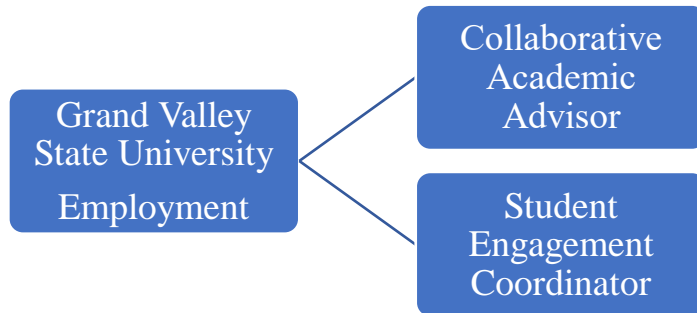 Grand Valley
State University
Employment
Collaborative
Academic
Advisor
Student
Engagement
Coordinator